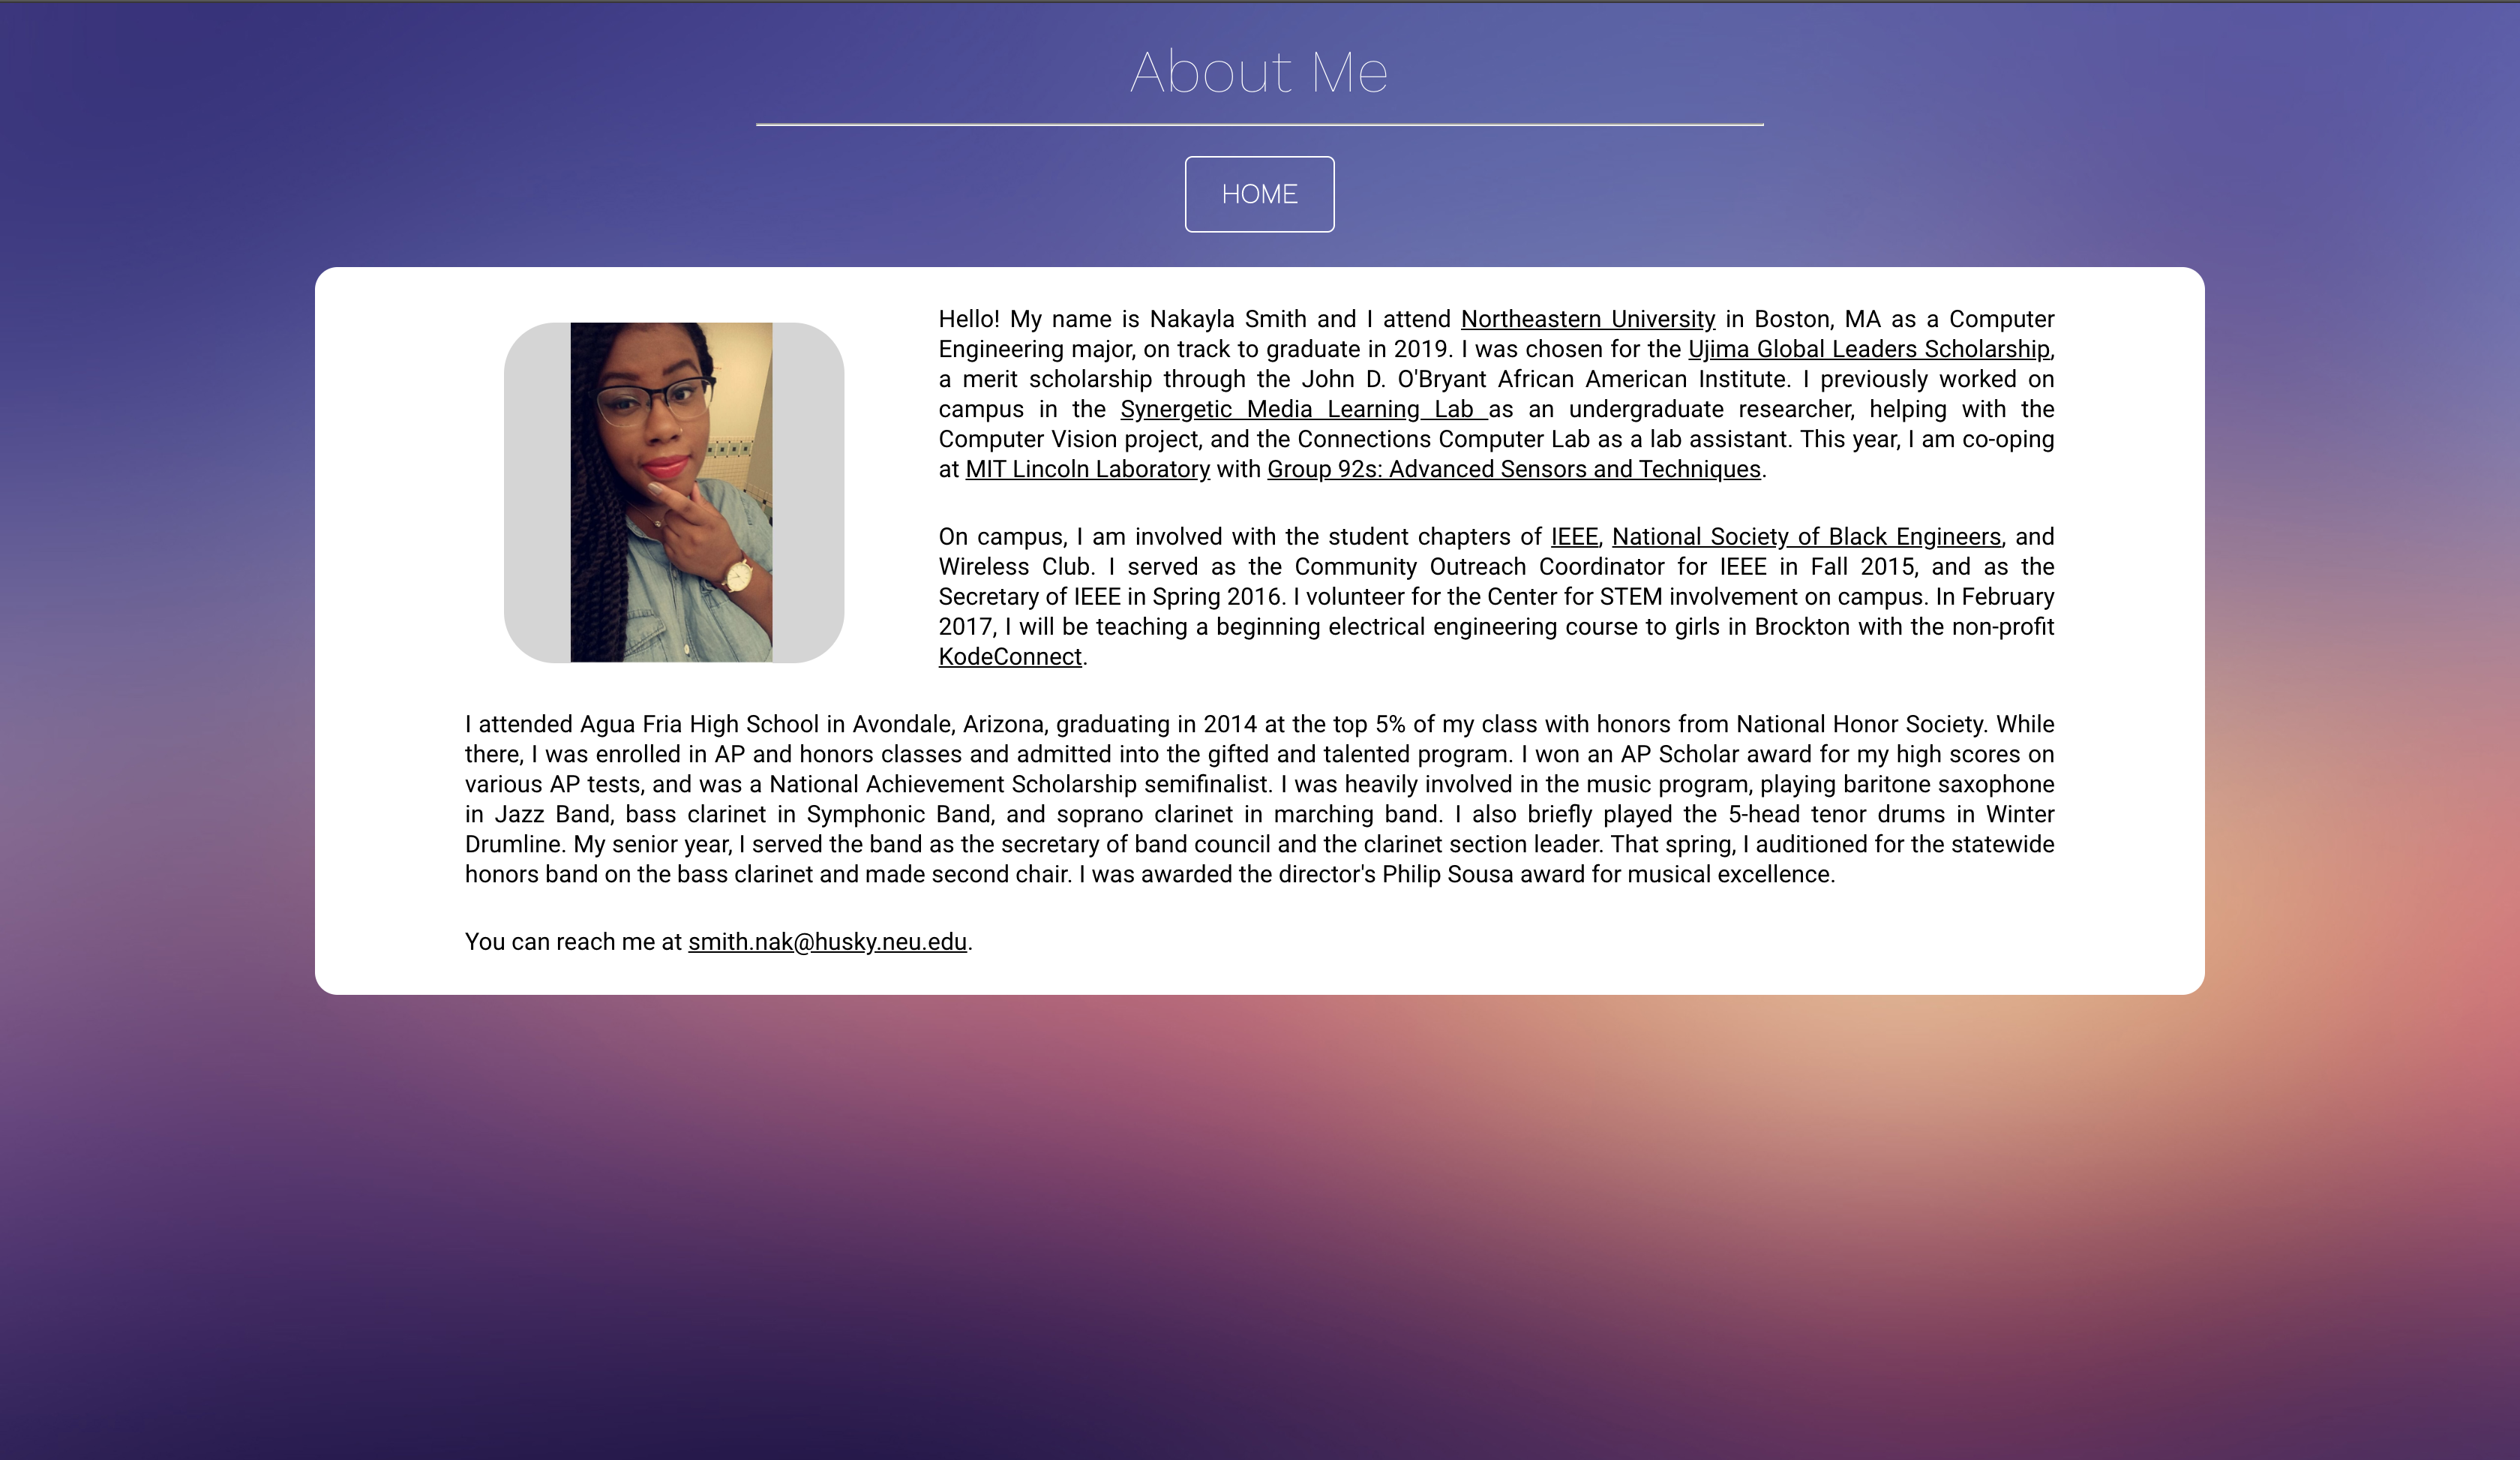 About Me
HOME
Hello! My name is Nakayla Smith and I attend Northeastern University in Boston, MA as a Computer
Engineering major, on track to graduate in 2019. I was chosen for the Ujima Global Leaders Scholarship,
a merit scholarship through the John D. O'Bryant African American Institute. I previously worked on
campus in the Synergetic Media Learning Lab as an undergraduate researcher, helping with the
Computer Vision project, and the Connections Computer Lab as a lab assistant. This year, I am co-oping
at MIT Lincoln Laboratory with Group 92s: Advanced Sensors and Techniques.
On campus, I am involved with the student chapters of IEEE, National Society of Black Engineers, and
Wireless Club. I served as the Community Outreach Coordinator for IEEE in Fall 2015, and as the
Secretary of IEEE in Spring 2016. I volunteer for the Center for STEM involvement on campus. In February
2017, I will be teaching a beginning electrical engineering course to girls in Brockton with the non-profit
KodeConnect.
I attended Agua Fria High School in Avondale, Arizona, graduating in 2014 at the top 5% of my class with honors from National Honor Society. While
there, I was enrolled in AP and honors classes and admitted into the gifted and talented program. I won an AP Scholar award for my high scores on
various AP tests, and was a National Achievement Scholarship semifinalist. I was heavily involved in the music program, playing baritone saxophone
in Jazz Band, bass clarinet in Symphonic Band, and soprano clarinet in marching band. I also briefly played the 5-head tenor drums in Winter
Drumline. My senior year, I served the band as the secretary of band council and the clarinet section leader. That spring, I auditioned for the statewide
honors band on the bass clarinet and made second chair. I was awarded the director's Philip Sousa award for musical excellence.
You can reach me at smith.nak@husky.neu.edu.